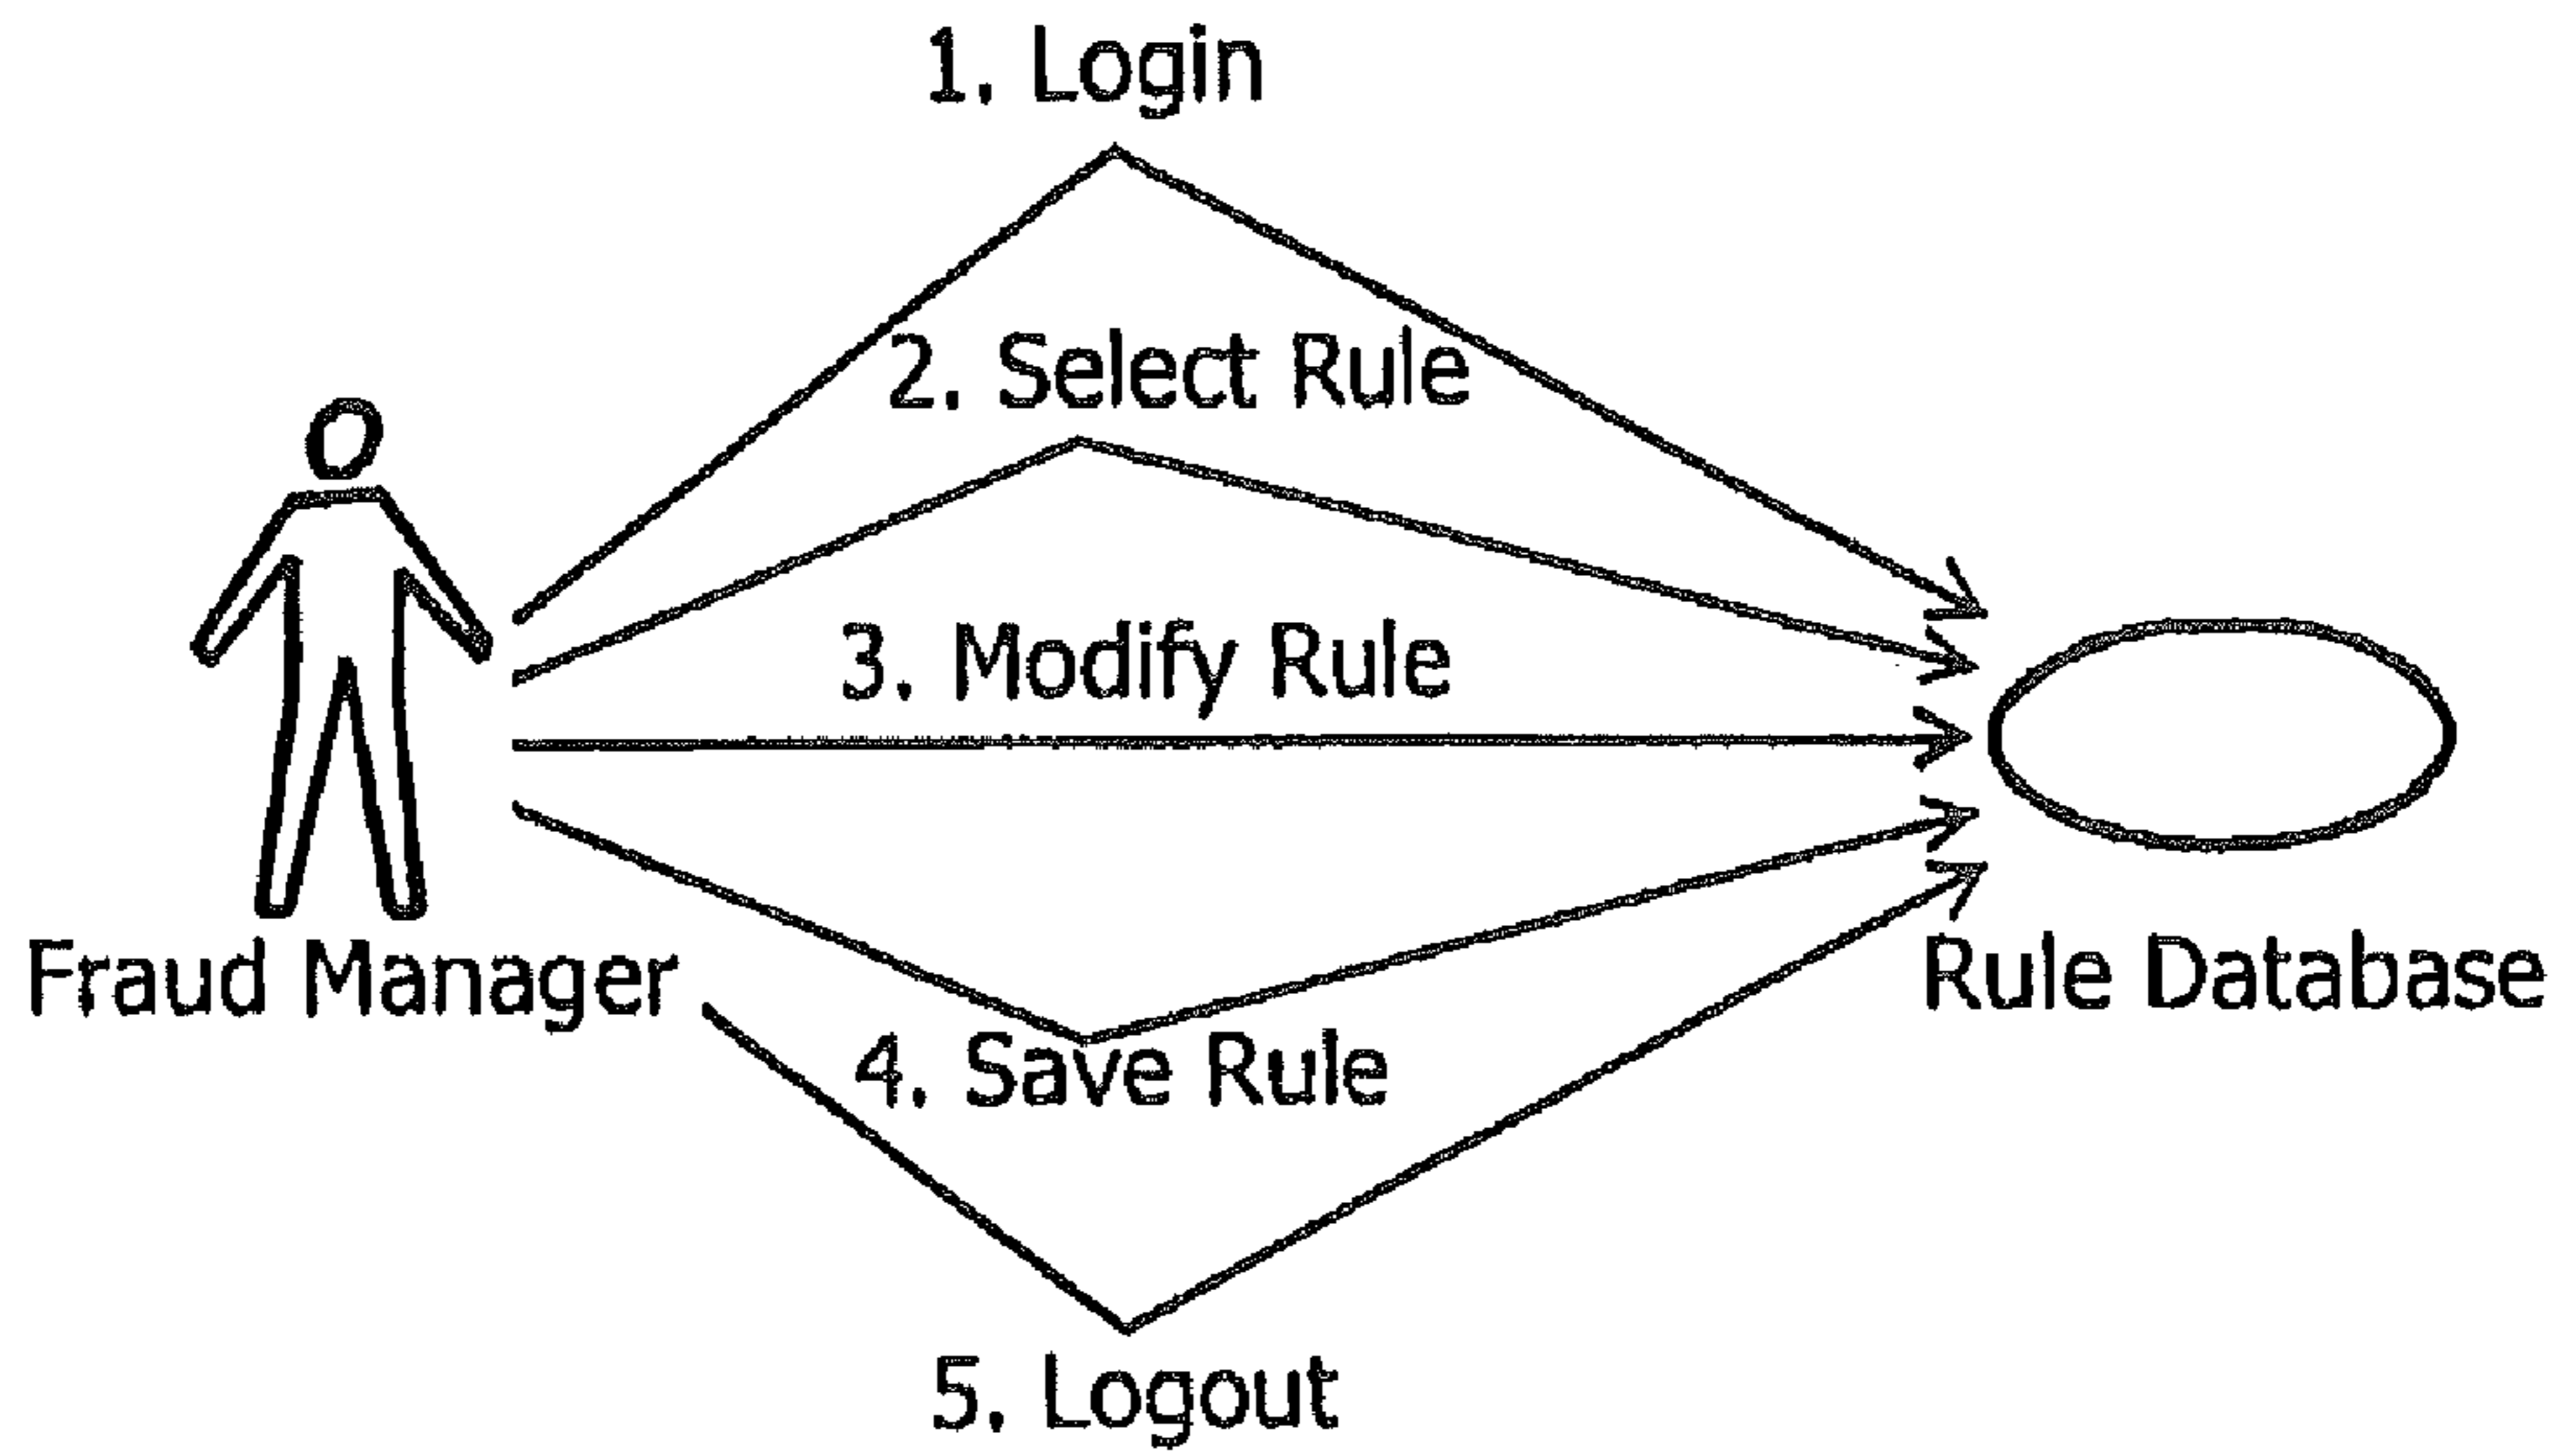 1. Login
2. Select Rule
3. Modify Rule
Fraud Manager
Rule Database
4. Save Rule
5. Logout